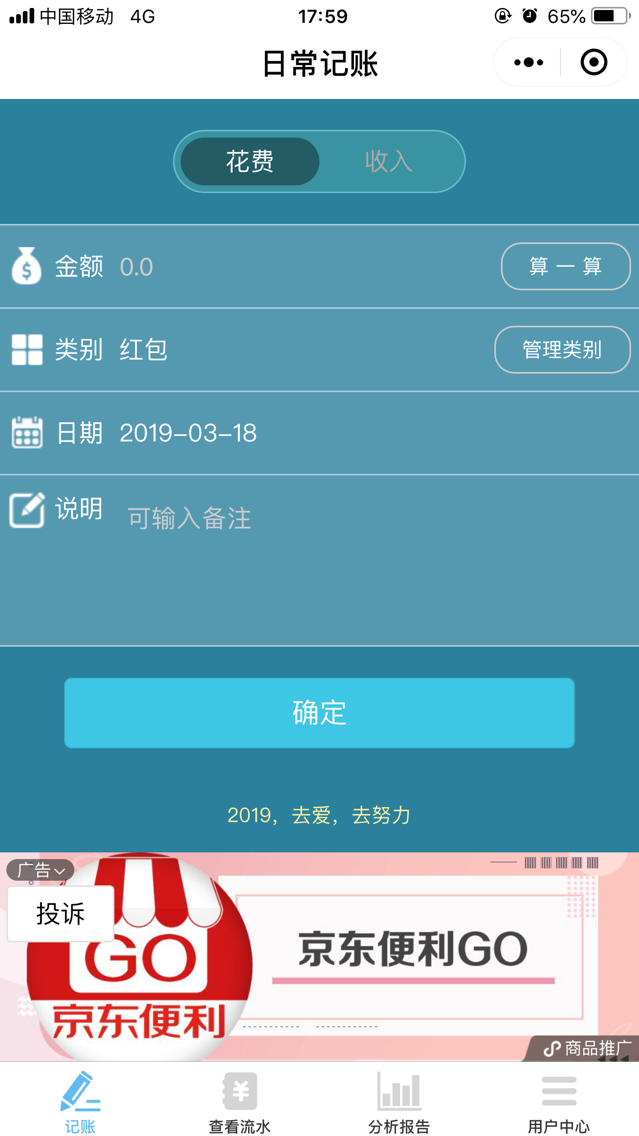 中国移动 4G 17:59 65%
日常记账
花费 收入
金额 0.0 算一算
类别 红包 管理类别
日期 2019-03-18
说明 可输入备注
确定
2019，去爱，去努力
广告
投诉
GO
京东便利
京东便利GO
商品推广
记账 查看流水 分析报告 用户中心